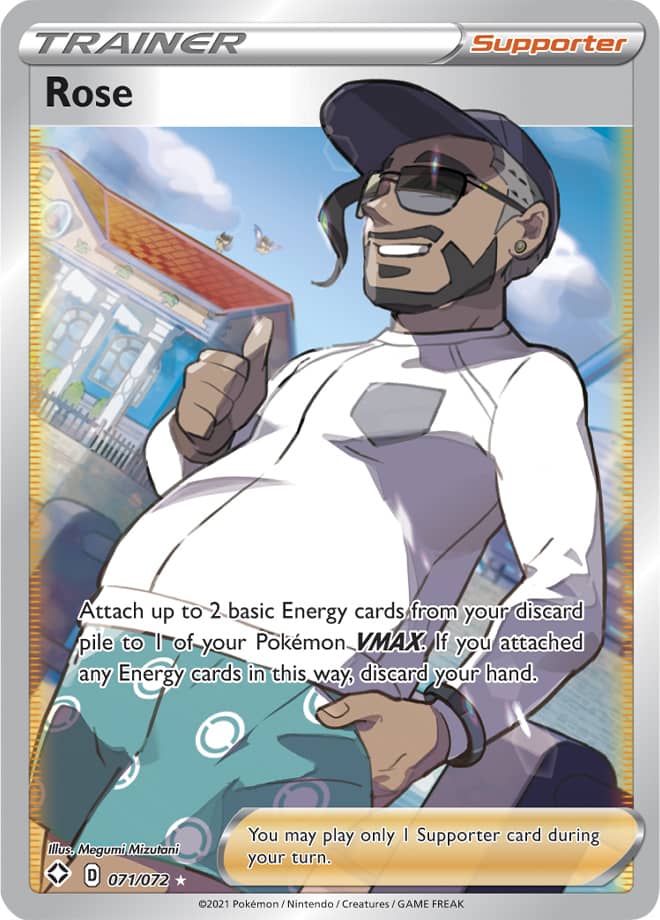 TRAINER
Supporter
Rose
Attach up to 2 basic Energy cards from your discard
pile to 1 of your Pokémon VMAX. If you attached
any Energy cards in this way, discard your hand.
You may play only 1 Supporter card during
your turn.
Illus. Megumi Mizutani
D 071/072 ★
©2021 Pokémon / Nintendo / Creatures / GAME FREAK